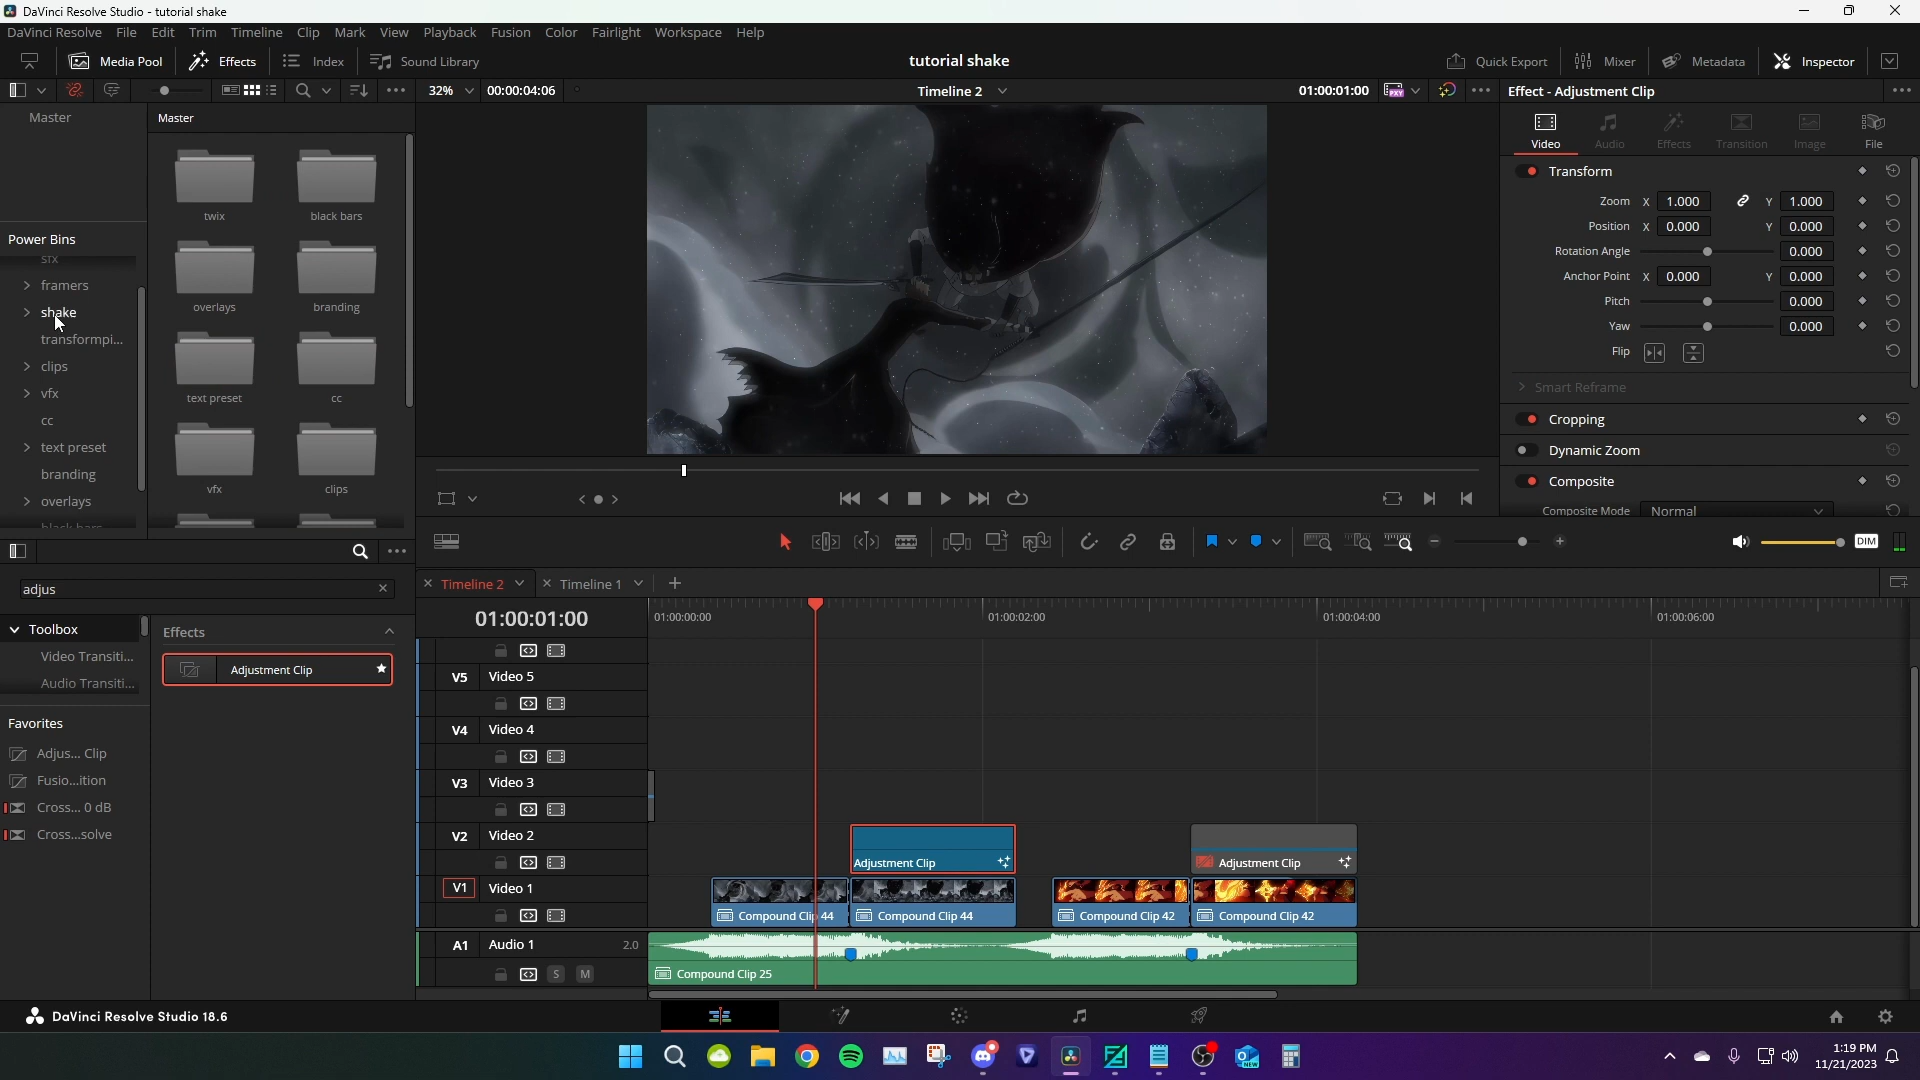 DaVinci Resolve Studio - tutorial shake
DaVinci Resolve File Edit Trim Timeline Clip Mark View Playback Fusion Color Fairlight Workspace Help
Media Pool Effects Index Sound Library tutorial shake Quick Export Mixer Metadata Inspector
32% 00:00:04:06 Timeline 2 01:00:01:00 PXY Effect - Adjustment Clip
Master
Master
twix
black bars
overlays
branding
text preset
cc
vfx
clips
Power Bins
sfx
framers
shake
transformpi...
clips
vfx
cc
text preset
branding
overlays
black bars
Video
Audio
Effects
Transition
Image
File
Transform
Zoom X 1.000 Y 1.000
Position X 0.000 Y 0.000
Rotation Angle 0.000
Anchor Point X 0.000 Y 0.000
Pitch 0.000
Yaw 0.000
Flip
Smart Reframe
Cropping
Dynamic Zoom
Composite
Composite Mode Normal
DIM
adjus
Toolbox
Video Transiti...
Audio Transiti...
Effects
Adjustment Clip
Favorites
Adjus... Clip
Fusio...ition
Cross... 0 dB
Cross...solve
Timeline 2 Timeline 1
01:00:01:00
01:00:00:00 01:00:02:00 01:00:04:00 01:00:06:00
V5 Video 5
V4 Video 4
V3 Video 3
V2 Video 2
Adjustment Clip Adjustment Clip
V1 Video 1
Compound Clip 44 Compound Clip 44 Compound Clip 42 Compound Clip 42
A1 Audio 1 2.0
S M
Compound Clip 25
DaVinci Resolve Studio 18.6
NEW
1:19 PM
11/21/2023